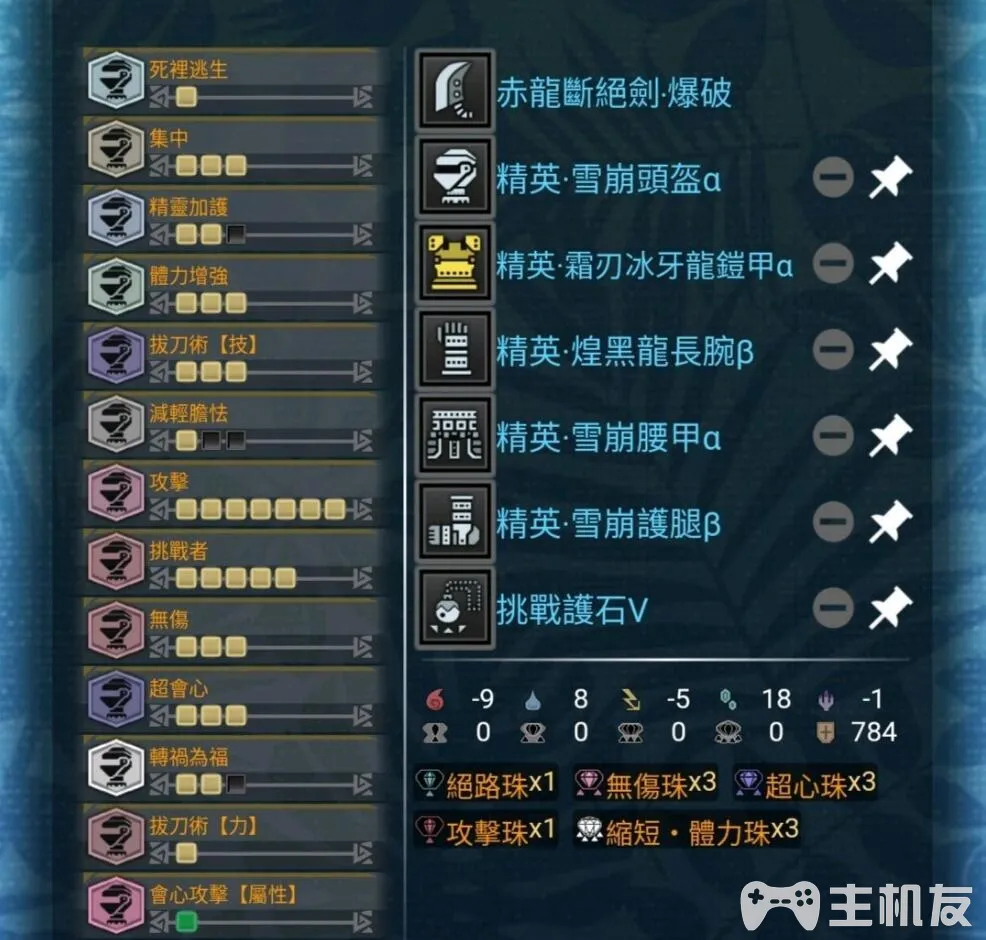 死裡逃生
集中
精靈加護
體力增強
拔刀術【技】
減輕膽怯
攻擊
挑戰者
無傷
超會心
轉禍為福
拔刀術【力】
會心攻擊【屬性】
赤龍斷絕劍·爆破
精英·雪崩頭盔α
精英·霜刃冰牙龍鎧甲α
精英·煌黑龍長腕β
精英·雪崩腰甲α
精英·雪崩護腿β
挑戰護石V
-9 8 -5 18 -1
0 0 0 0 784
絕路珠x1 無傷珠x3 超心珠x3
攻擊珠x1 縮短・體力珠x3
主机友